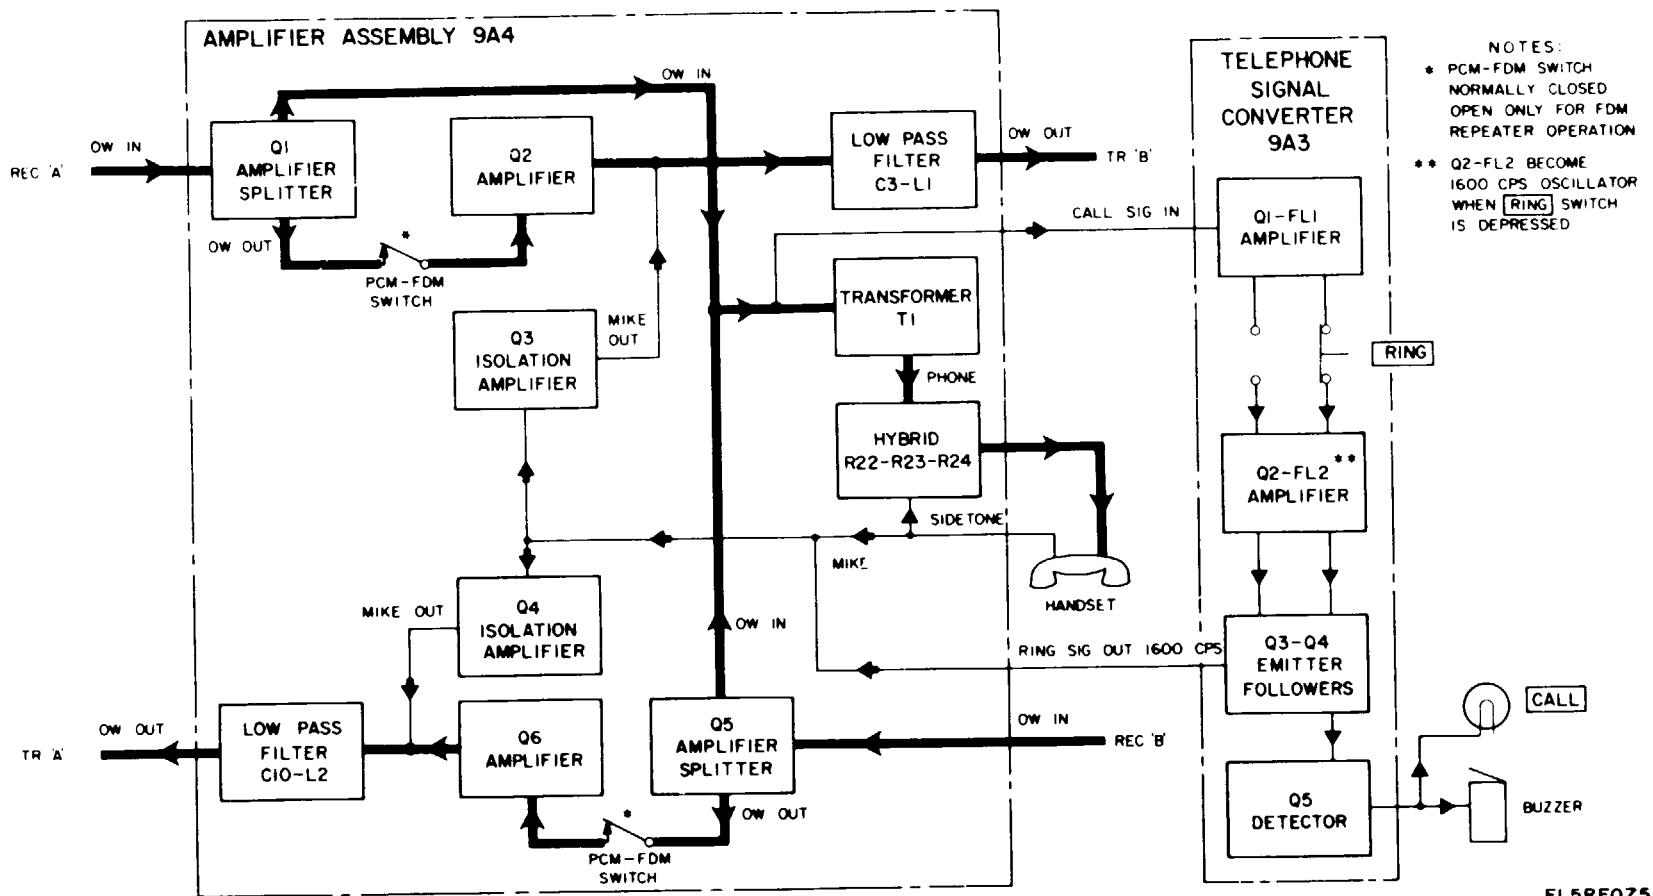 AMPLIFIER ASSEMBLY 9A4
OW IN
REC 'A'
OW IN
Q1
AMPLIFIER
SPLITTER
OW OUT
*
PCM-FDM
SWITCH
Q2
AMPLIFIER
LOW PASS
FILTER
C3-L1
OW OUT
TR 'B'
CALL SIG IN
Q3
ISOLATION
AMPLIFIER
MIKE
OUT
TRANSFORMER
T1
PHONE
HYBRID
R22-R23-R24
SIDETONE
MIKE
HANDSET
Q4
ISOLATION
AMPLIFIER
MIKE OUT
OW IN
RING SIG OUT 1600 CPS
OW OUT
TR 'A'
LOW PASS
FILTER
C10-L2
Q6
AMPLIFIER
Q5
AMPLIFIER
SPLITTER
OW IN
REC 'B'
OW OUT
*
PCM-FDM
SWITCH
TELEPHONE
SIGNAL
CONVERTER
9A3
Q1-FL1
AMPLIFIER
RING
Q2-FL2 **
AMPLIFIER
Q3-Q4
EMITTER
FOLLOWERS
Q5
DETECTOR
CALL
BUZZER
NOTES:
* PCM-FDM SWITCH
NORMALLY CLOSED
OPEN ONLY FOR FDM
REPEATER OPERATION
** Q2-FL2 BECOME
1600 CPS OSCILLATOR
WHEN RING SWITCH
IS DEPRESSED